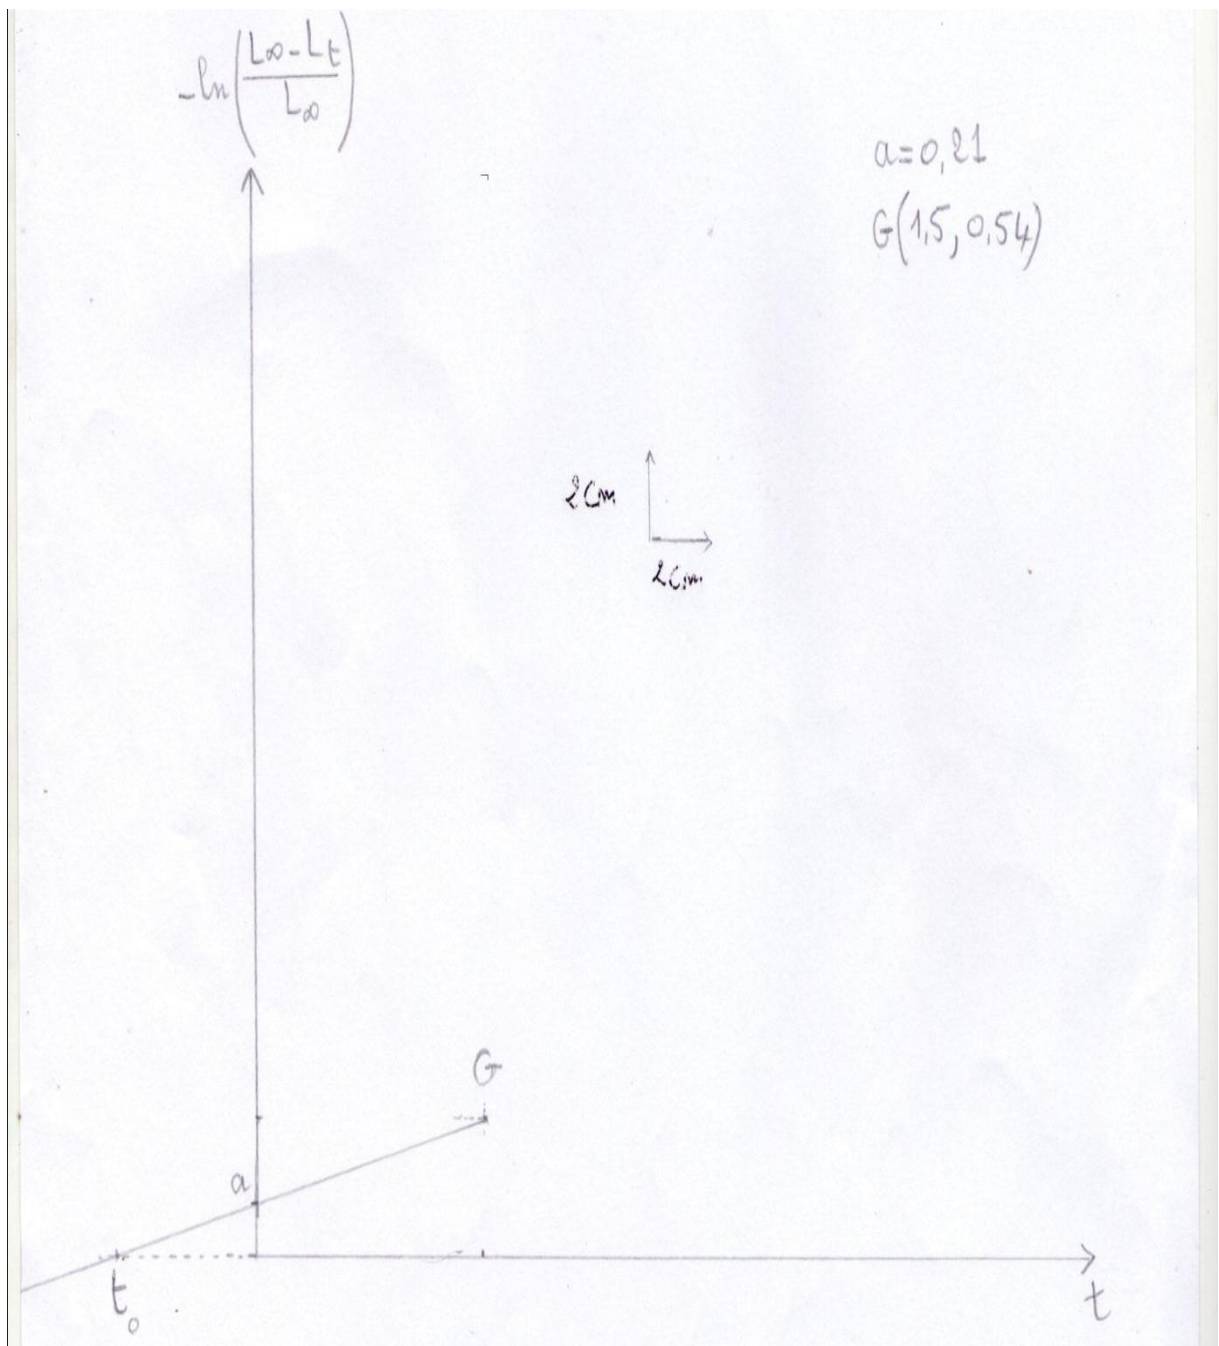 -ln((L∞-Lt)/L∞)
a=0,21
G(1,5, 0,54)
2Cm
2Cm
G
a
t₀
t